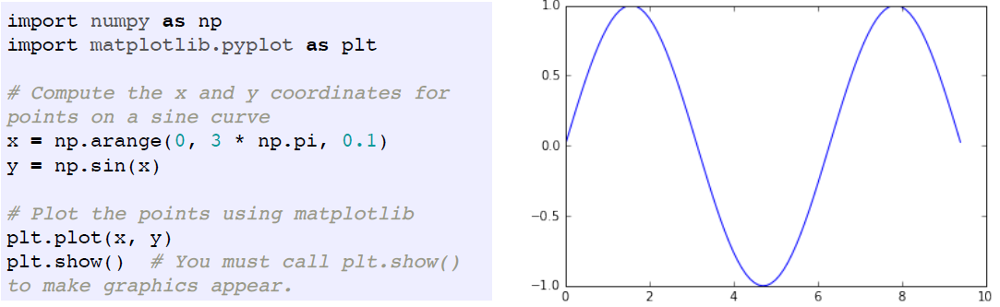 import numpy as np
import matplotlib.pyplot as plt
# Compute the x and y coordinates for
points on a sine curve
x = np.arange(0, 3 * np.pi, 0.1)
y = np.sin(x)
# Plot the points using matplotlib
plt.plot(x, y)
plt.show()  # You must call plt.show()
to make graphics appear.
1.0
0.5
0.0
−0.5
−1.0
0 2 4 6 8 10